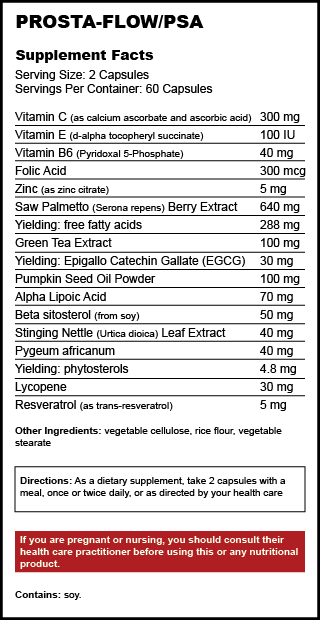 PROSTA-FLOW/PSA
Supplement Facts
Serving Size: 2 Capsules
Servings Per Container: 60 Capsules
Vitamin C (as calcium ascorbate and ascorbic acid) 300 mg
Vitamin E (d-alpha tocopheryl succinate) 100 IU
Vitamin B6 (Pyridoxal 5-Phosphate) 40 mg
Folic Acid 300 mcg
Zinc (as zinc citrate) 5 mg
Saw Palmetto (Serona repens) Berry Extract 640 mg
Yielding: free fatty acids 288 mg
Green Tea Extract 100 mg
Yielding: Epigallo Catechin Gallate (EGCG) 30 mg
Pumpkin Seed Oil Powder 100 mg
Alpha Lipoic Acid 70 mg
Beta sitosterol (from soy) 50 mg
Stinging Nettle (Urtica dioica) Leaf Extract 40 mg
Pygeum africanum 40 mg
Yielding: phytosterols 4.8 mg
Lycopene 30 mg
Resveratrol (as trans-resveratrol) 5 mg
Other Ingredients: vegetable cellulose, rice flour, vegetable
stearate
Directions: As a dietary supplement, take 2 capsules with a
meal, once or twice daily, or as directed by your health care
If you are pregnant or nursing, you should consult their
health care practitioner before using this or any nutritional
product.
Contains: soy.